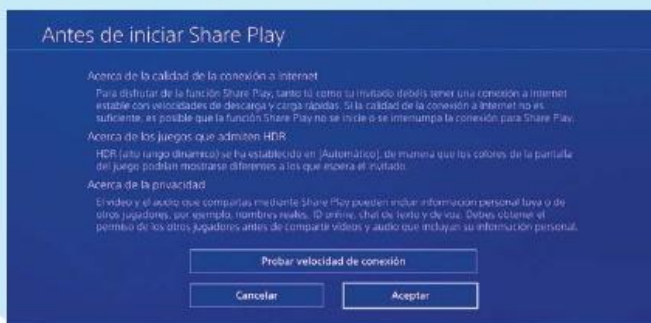 Antes de iniciar Share Play
Acerca de la calidad de la conexión a Internet
Para disfrutar de la función Share Play, tanto tú como tu invitado debéis tener una conexión a Internet
estable con velocidades de descarga y carga rápidas. Si la calidad de la conexión a Internet no es
suficiente, es posible que la función Share Play no se inicie o se interrumpa la conexión para Share Play.
Acerca de los juegos que admiten HDR
HDR (alto rango dinámico) se ha establecido en [Automático], de manera que los colores de la pantalla
del juego podrían mostrarse diferentes a los que espera el invitado.
Acerca de la privacidad
El vídeo y el audio que compartas mediante Share Play pueden incluir información personal tuya o de
otros jugadores, por ejemplo, nombres reales, ID online, chat de texto y de voz. Debes obtener el
permiso de los otros jugadores antes de compartir vídeos y audio que incluyan su información personal.
Probar velocidad de conexión
Cancelar
Aceptar